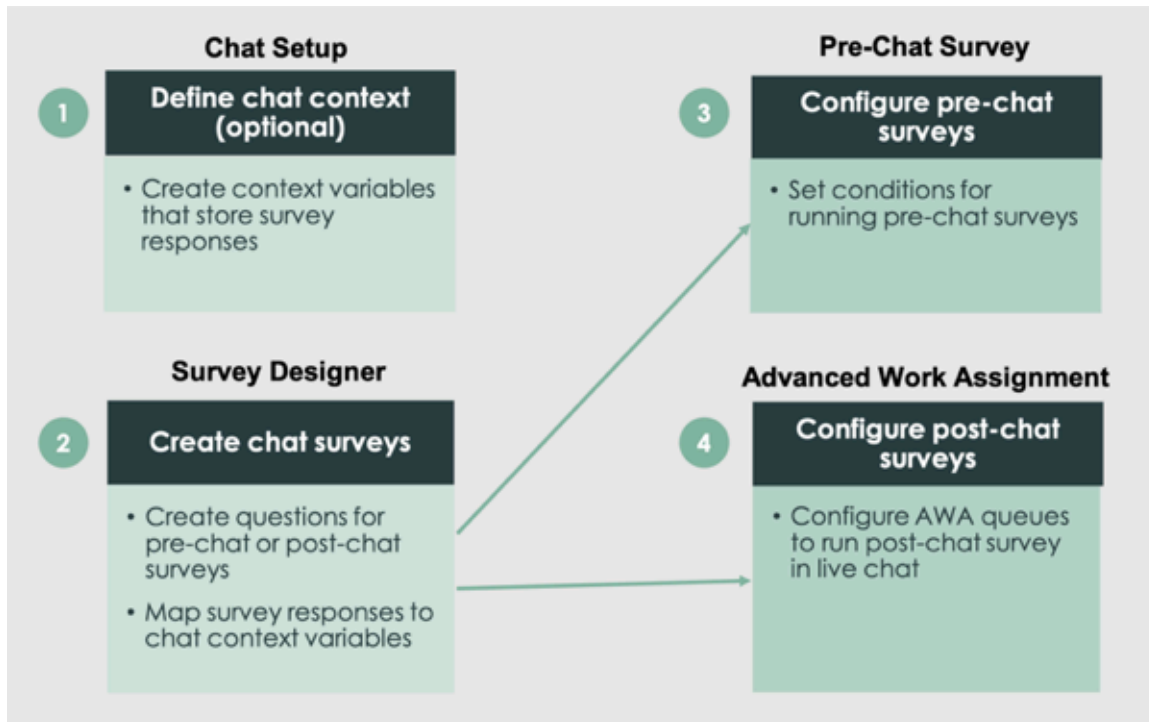 Chat Setup
1
Define chat context
(optional)
• Create context variables
that store survey
responses
Survey Designer
2
Create chat surveys
• Create questions for
pre-chat or post-chat
surveys
• Map survey responses to
chat context variables
Pre-Chat Survey
3
Configure pre-chat
surveys
• Set conditions for
running pre-chat surveys
Advanced Work Assignment
4
Configure post-chat
surveys
• Configure AWA queues
to run post-chat survey
in live chat